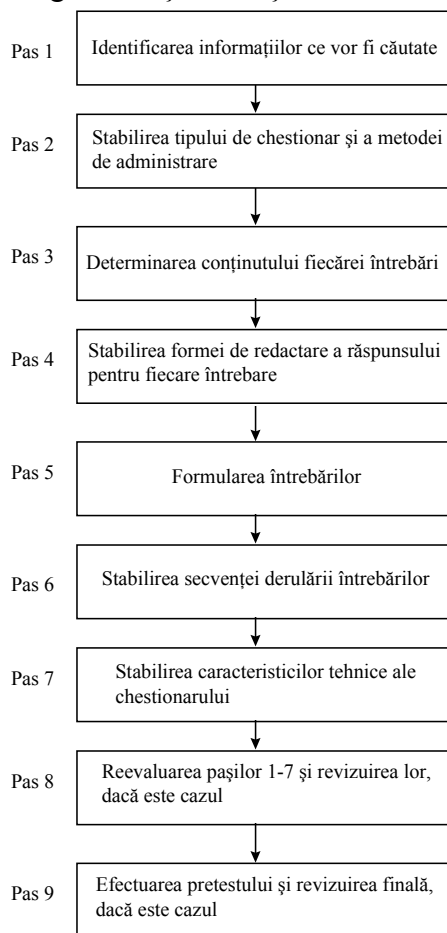 Pas 1
Identificarea informațiilor ce vor fi căutate
Pas 2
Stabilirea tipului de chestionar şi a metodei
de administrare
Pas 3
Determinarea conținutului fiecărei întrebări
Pas 4
Stabilirea formei de redactare a răspunsului
pentru fiecare întrebare
Pas 5
Formularea întrebărilor
Pas 6
Stabilirea secvenței derulării întrebărilor
Pas 7
Stabilirea caracteristicilor tehnice ale
chestionarului
Pas 8
Reevaluarea paşilor 1-7 şi revizuirea lor,
dacă este cazul
Pas 9
Efectuarea pretestului şi revizuirea finală,
dacă este cazul